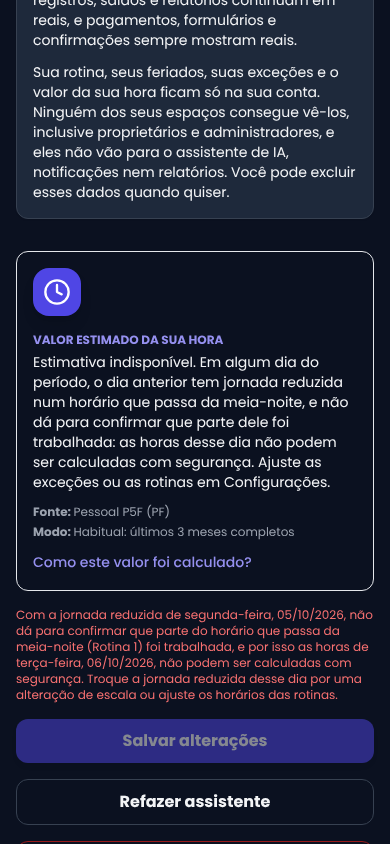 registros, saldos e relatórios continuam em
reais, e pagamentos, formulários e
confirmações sempre mostram reais.
Sua rotina, seus feriados, suas exceções e o
valor da sua hora ficam só na sua conta.
Ninguém dos seus espaços consegue vê-los,
inclusive proprietários e administradores, e
eles não vão para o assistente de IA,
notificações nem relatórios. Você pode excluir
esses dados quando quiser.
VALOR ESTIMADO DA SUA HORA
Estimativa indisponível. Em algum dia do
período, o dia anterior tem jornada reduzida
num horário que passa da meia-noite, e não
dá para confirmar que parte dele foi
trabalhada: as horas desse dia não podem
ser calculadas com segurança. Ajuste as
exceções ou as rotinas em Configurações.
Fonte: Pessoal P5F (PF)
Modo: Habitual: últimos 3 meses completos
Como este valor foi calculado?
Com a jornada reduzida de segunda-feira, 05/10/2026, não
dá para confirmar que parte do horário que passa da
meia-noite (Rotina 1) foi trabalhada, e por isso as horas de
terça-feira, 06/10/2026, não podem ser calculadas com
segurança. Troque a jornada reduzida desse dia por uma
alteração de escala ou ajuste os horários das rotinas.
Salvar alterações
Refazer assistente